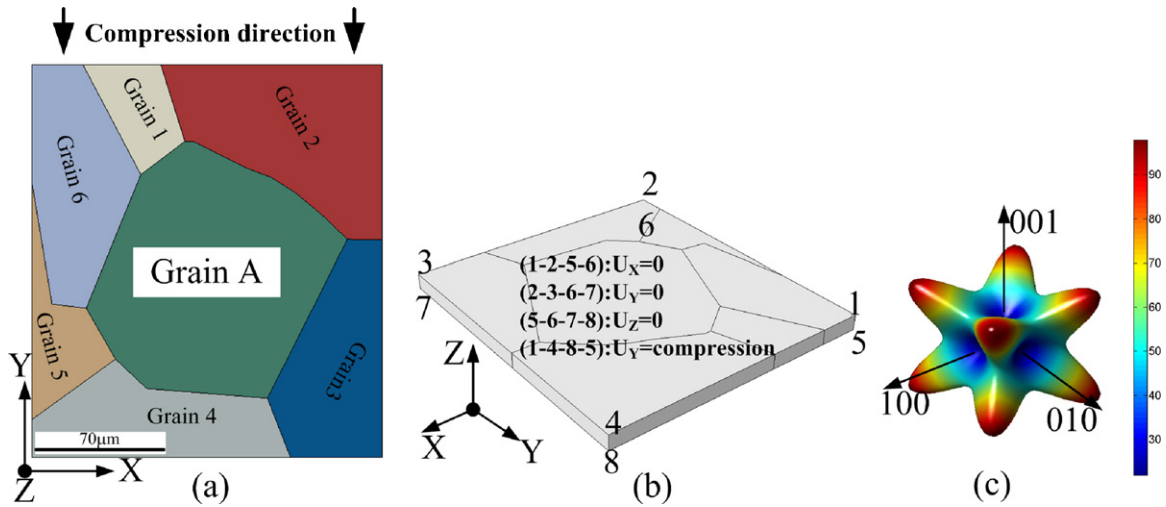 Compression direction
Grain 1
Grain 2
Grain 6
Grain A
Grain 5
Grain3
Grain 4
70μm
Y
X
Z
(a)
2
6
3
7
(1-2-5-6):UX=0
(2-3-6-7):UY=0
(5-6-7-8):UZ=0
(1-4-8-5):UY=compression
1
5
Z
X
Y
4
8
(b)
001
100
010
(c)
90
80
70
60
50
40
30